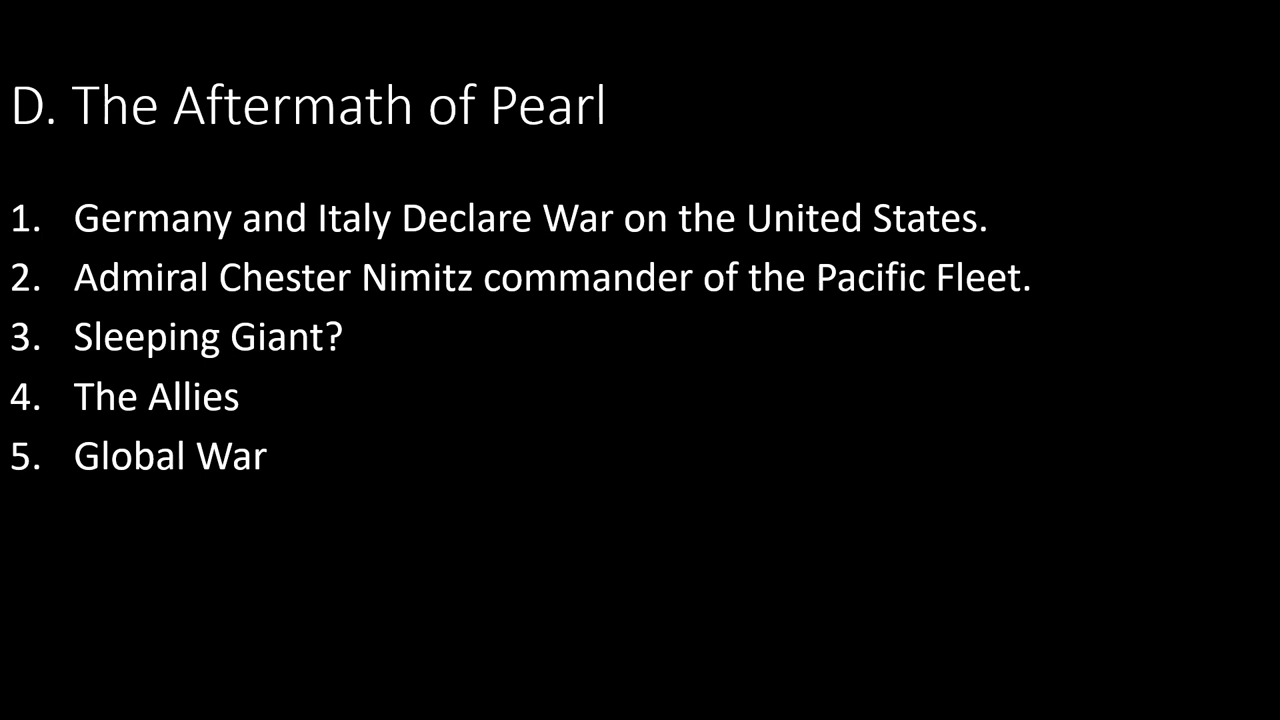 D. The Aftermath of Pearl
1. Germany and Italy Declare War on the United States.
2. Admiral Chester Nimitz commander of the Pacific Fleet.
3. Sleeping Giant?
4. The Allies
5. Global War